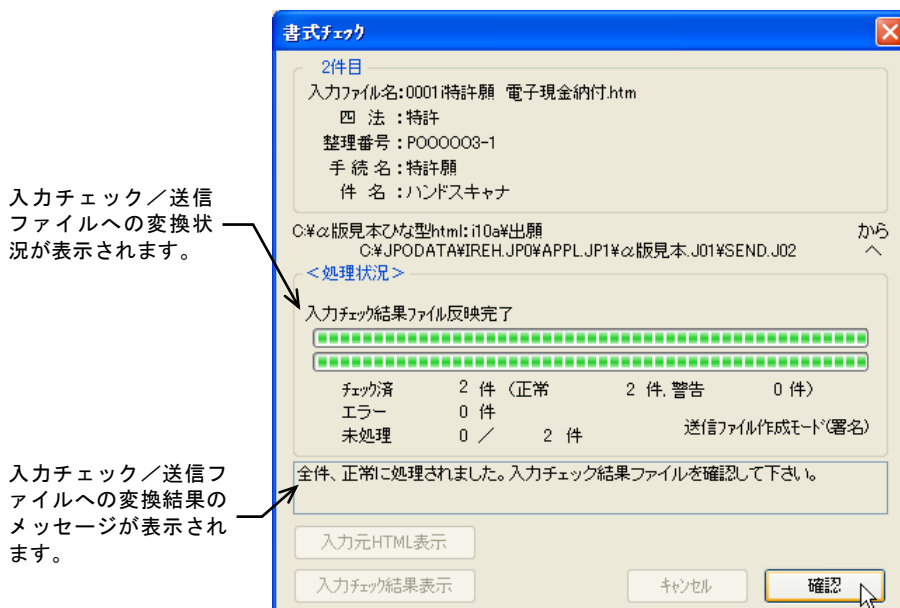 書式ﾁｪｯｸ
2件目
入力ﾌｧｲﾙ名:0001i特許願　電子現金納付.htm
四　法　：特許
整理番号：PO00003-1
手 続 名：特許願
件　名　：ハンドスキャナ
入力チェック／送信
ファイルへの変換状
況が表示されます。
C:¥α版見本ひな型html：i10a¥出願　から
C:¥JPODATA¥IREH.JP0¥APPL.JP1¥α版見本.J01¥SEND.J02　へ
＜処理状況＞
入力ﾁｪｯｸ結果ﾌｧｲﾙ反映完了
ﾁｪｯｸ済　2 件　（正常　2 件, 警告　0 件）
エラー　0 件
未処理　0 ／　2 件　送信ﾌｧｲﾙ作成ﾓｰﾄﾞ(署名)
入力チェック／送信フ
ァイルへの変換結果の
メッセージが表示され
ます。
全件、正常に処理されました。入力チェック結果ファイルを確認して下さい。
入力元HTML表示
入力ﾁｪｯｸ結果表示　ｷｬﾝｾﾙ　確認